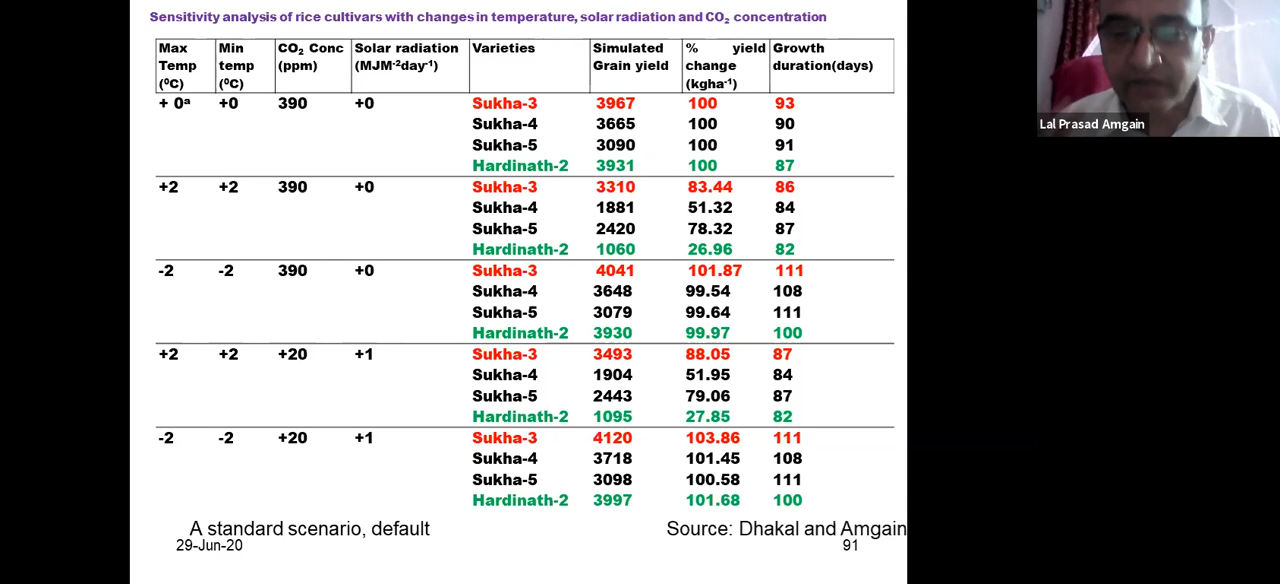 Sensitivity analysis of rice cultivars with changes in temperature, solar radiation and CO₂ concentration
Max Temp (⁰C) Min temp (⁰C) CO₂ Conc (ppm) Solar radiation (MJM⁻²day⁻¹) Varieties Simulated Grain yield % yield change (kgha⁻¹) Growth duration(days)
+ 0ᵃ +0 390 +0 Sukha-3 3967 100 93
Sukha-4 3665 100 90
Sukha-5 3090 100 91
Hardinath-2 3931 100 87
+2 +2 390 +0 Sukha-3 3310 83.44 86
Sukha-4 1881 51.32 84
Sukha-5 2420 78.32 87
Hardinath-2 1060 26.96 82
-2 -2 390 +0 Sukha-3 4041 101.87 111
Sukha-4 3648 99.54 108
Sukha-5 3079 99.64 111
Hardinath-2 3930 99.97 100
+2 +2 +20 +1 Sukha-3 3493 88.05 87
Sukha-4 1904 51.95 84
Sukha-5 2443 79.06 87
Hardinath-2 1095 27.85 82
-2 -2 +20 +1 Sukha-3 4120 103.86 111
Sukha-4 3718 101.45 108
Sukha-5 3098 100.58 111
Hardinath-2 3997 101.68 100
A standard scenario, default Source: Dhakal and Amgain
29-Jun-20 91
Lal Prasad Amgain